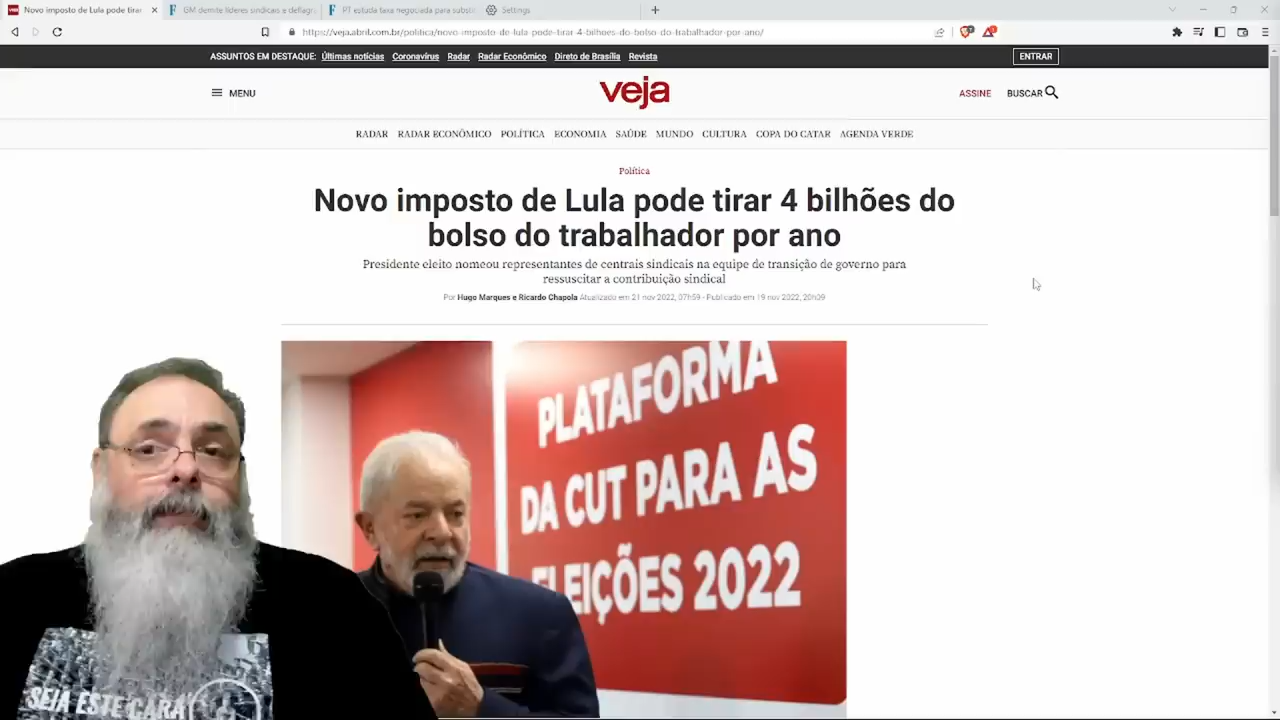 Novo imposto de Lula pode tirar
GM demite líderes sindicais e deflagr
PT estuda taxa negociada para substi
Settings
https://veja.abril.com.br/politica/novo-imposto-de-lula-pode-tirar-4-bilhoes-do-bolso-do-trabalhador-por-ano/
ASSUNTOS EM DESTAQUE: Últimas notícias Coronavírus Radar Radar Econômico Direto de Brasília Revista
ENTRAR
MENU
veja
ASSINE
BUSCAR
RADAR RADAR ECONÔMICO POLÍTICA ECONOMIA SAÚDE MUNDO CULTURA COPA DO CATAR AGENDA VERDE
Política
Novo imposto de Lula pode tirar 4 bilhões do
bolso do trabalhador por ano
Presidente eleito nomeou representantes de centrais sindicais na equipe de transição de governo para
ressuscitar a contribuição sindical
Por Hugo Marques e Ricardo Chapola Atualizado em 21 nov 2022, 07h59 - Publicado em 19 nov 2022, 20h09
PLATAFORMA
DA CUT PARA AS
ELEIÇÕES 2022
SEJA ESTE CARA